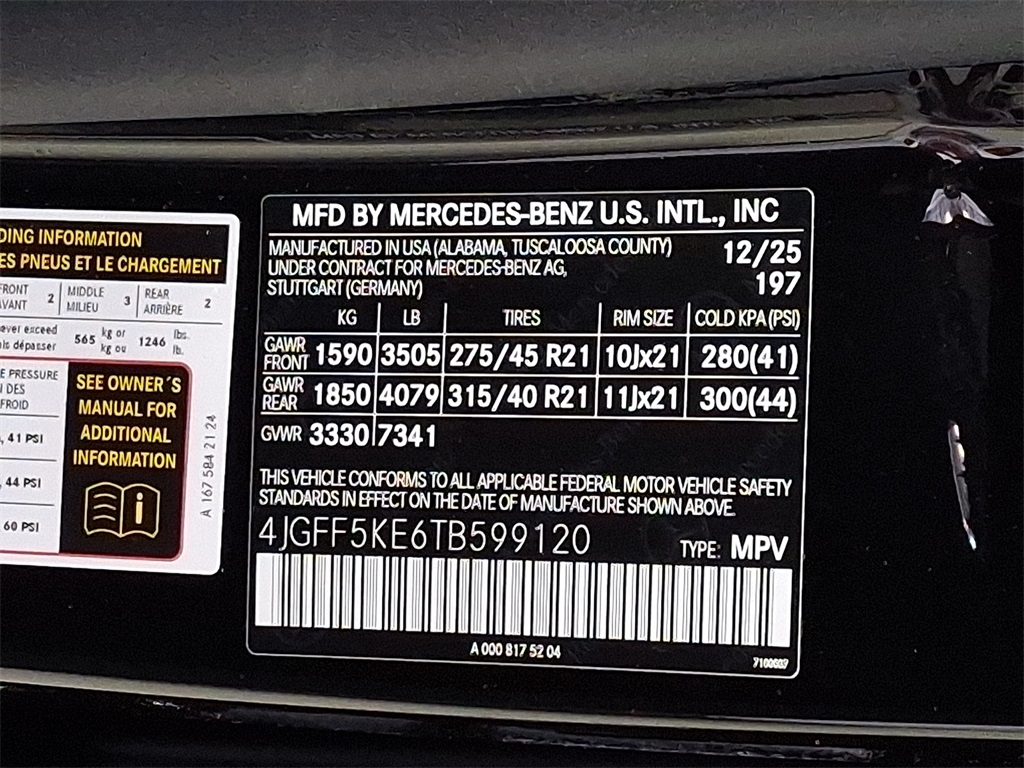 DING INFORMATION
ES PNEUS ET LE CHARGEMENT
FRONT 2 MIDDLE 3 REAR 2
AVANT MILIEU ARRIÈRE
ever exceed 565 kg or 1246 lbs.
dépasser kg ou lb.
E PRESSURE
DES
FROID
, 41 PSI
, 44 PSI
60 PSI
SEE OWNER´S
MANUAL FOR
ADDITIONAL
INFORMATION
A 167 584 21 24
MFD BY MERCEDES-BENZ U.S. INTL., INC
MANUFACTURED IN USA (ALABAMA, TUSCALOOSA COUNTY) 12/25
UNDER CONTRACT FOR MERCEDES-BENZ AG,
STUTTGART (GERMANY) 197
KG LB TIRES RIM SIZE COLD KPA (PSI)
GAWR FRONT 1590 3505 275/45 R21 10Jx21 280(41)
GAWR REAR 1850 4079 315/40 R21 11Jx21 300(44)
GVWR 3330 7341
THIS VEHICLE CONFORMS TO ALL APPLICABLE FEDERAL MOTOR VEHICLE SAFETY
STANDARDS IN EFFECT ON THE DATE OF MANUFACTURE SHOWN ABOVE.
4JGFF5KE6TB599120
TYPE: MPV
A 000 817 52 04